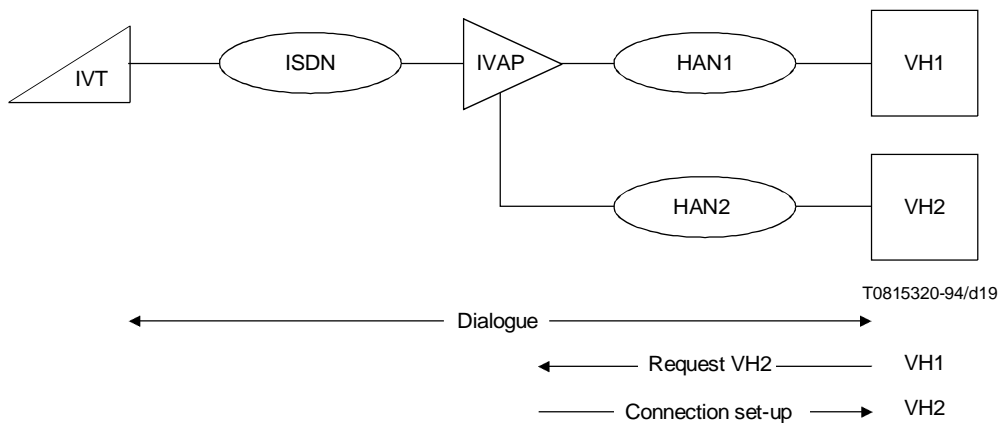 IVT
ISDN
IVAP
HAN1
VH1
HAN2
VH2
T0815320-94/d19
Dialogue
Request VH2 VH1
Connection set-up VH2